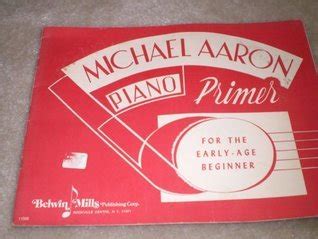 MICHAEL AARON
PIANO Primer
FOR THE
EARLY-AGE
BEGINNER
Belwin Mills
Publishing Corp.